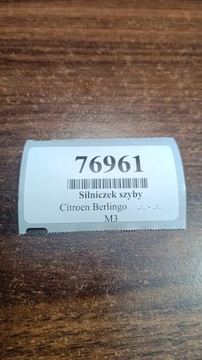 76961
Silniczek szyby
Citroen Berlingo ./.. - ./..
M3